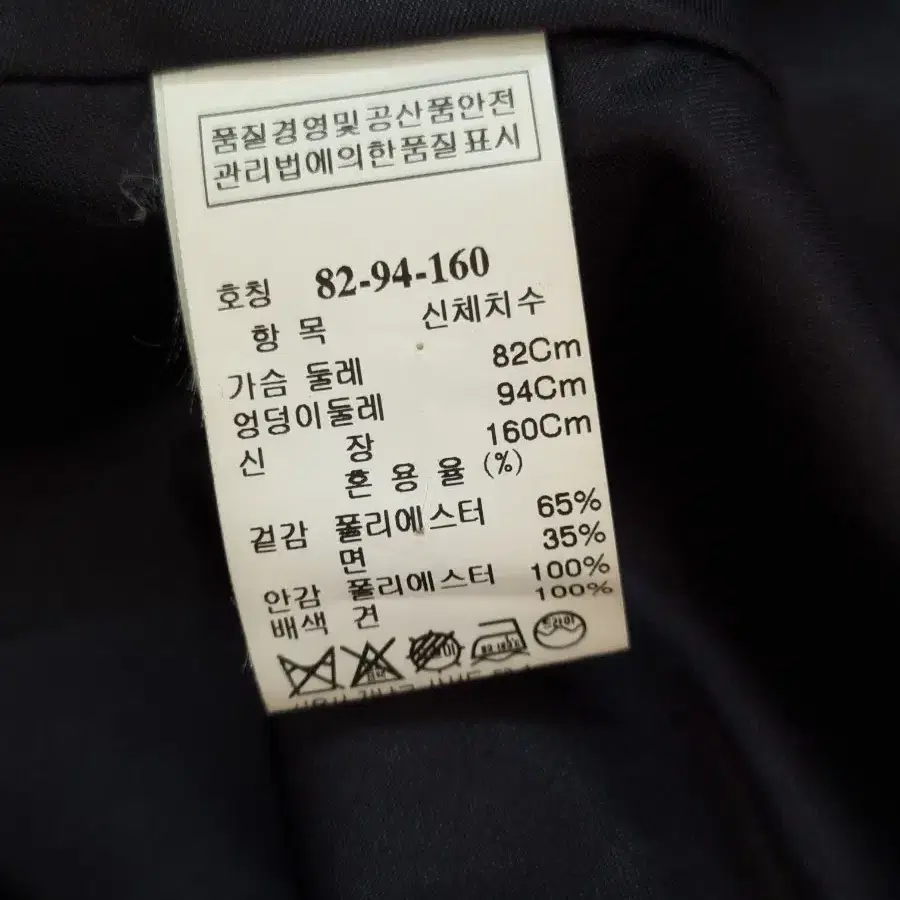 품질경영및공산품안전
관리법에의한품질표시
호칭 82-94-160
항 목 신체치수
가슴 둘레 82Cm
엉덩이둘레 94Cm
신 장 160Cm
혼 용 율 (%)
겉감 폴리에스터 65%
면 35%
안감 폴리에스터 100%
배색 견 100%
드라이